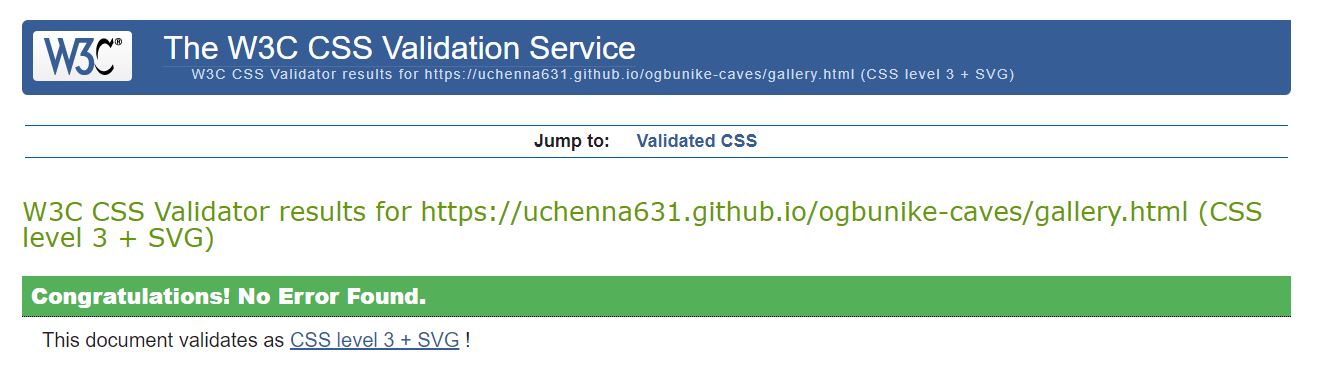 W3C® The W3C CSS Validation Service
W3C CSS Validator results for https://uchenna631.github.io/ogbunike-caves/gallery.html (CSS level 3 + SVG)
Jump to: Validated CSS
W3C CSS Validator results for https://uchenna631.github.io/ogbunike-caves/gallery.html (CSS
level 3 + SVG)
Congratulations! No Error Found.
This document validates as CSS level 3 + SVG !